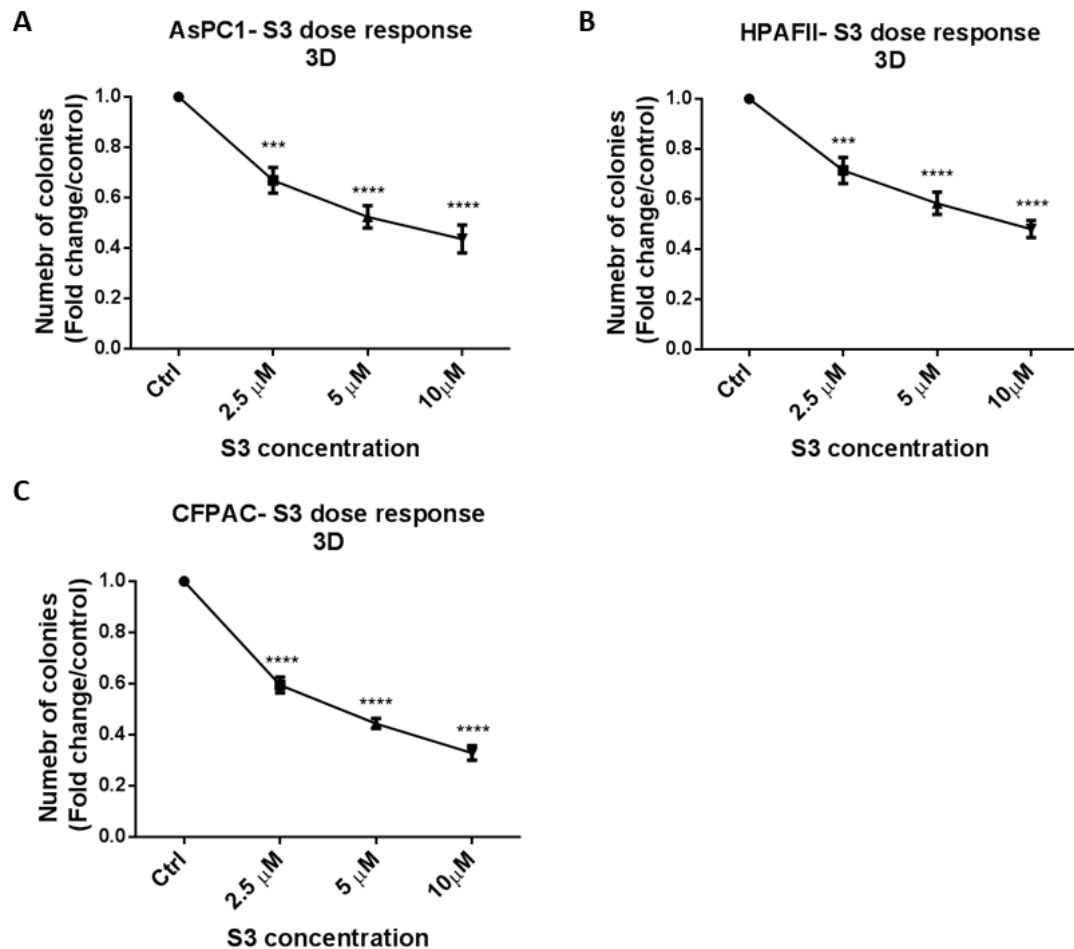 A
AsPC1- S3 dose response
3D
Numebr of colonies
(Fold change/control)
1.0
0.8
0.6
0.4
0.2
0.0
***
****
****
Ctrl
2.5 μM
5 μM
10μM
S3 concentration
B
HPAFII- S3 dose response
3D
Numebr of colonies
(Fold change/control)
1.0
0.8
0.6
0.4
0.2
0.0
***
****
****
Ctrl
2.5 μM
5 μM
10μM
S3 concentration
C
CFPAC- S3 dose response
3D
Numebr of colonies
(Fold change/control)
1.0
0.8
0.6
0.4
0.2
0.0
****
****
****
Ctrl
2.5 μM
5 μM
10μM
S3 concentration